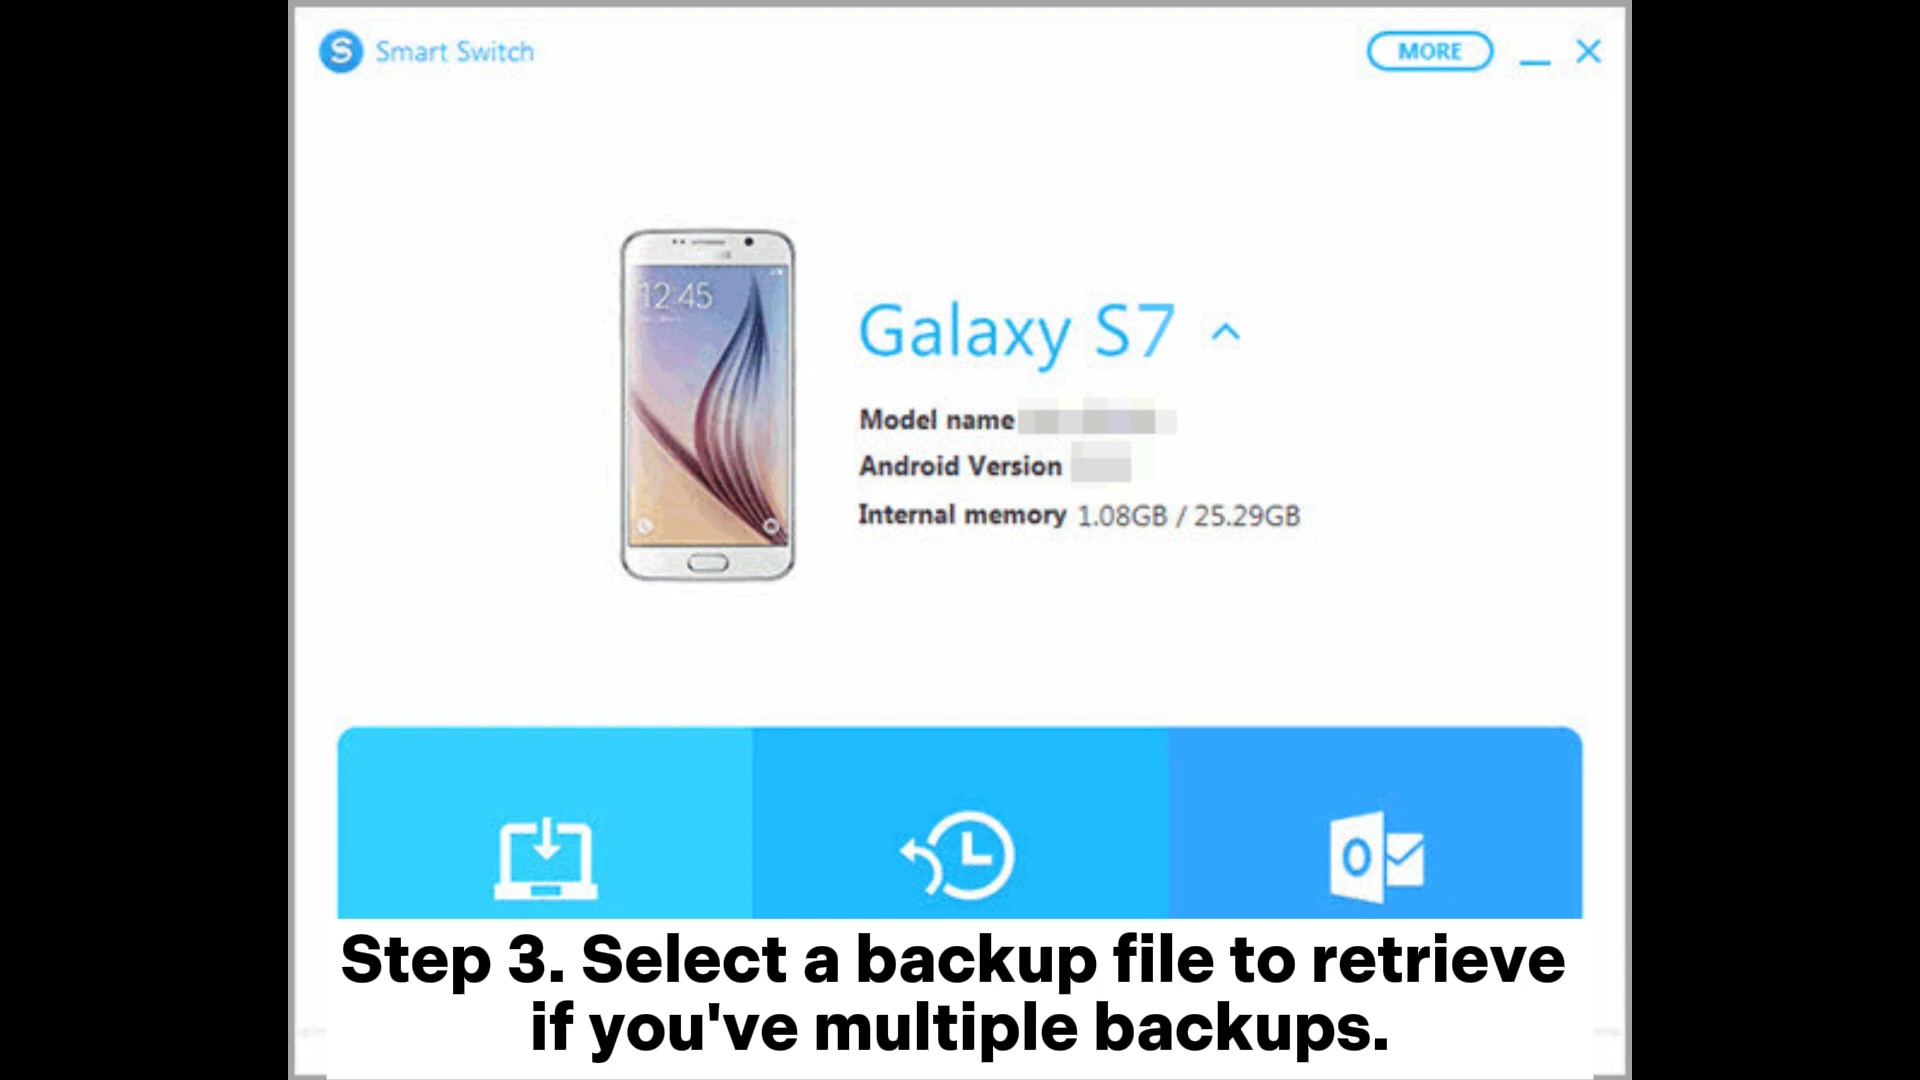 S Smart Switch
MORE
12:45
Galaxy S7
Model name
Android Version
Internal memory 1.08GB / 25.29GB
Step 3. Select a backup file to retrieve
if you've multiple backups.